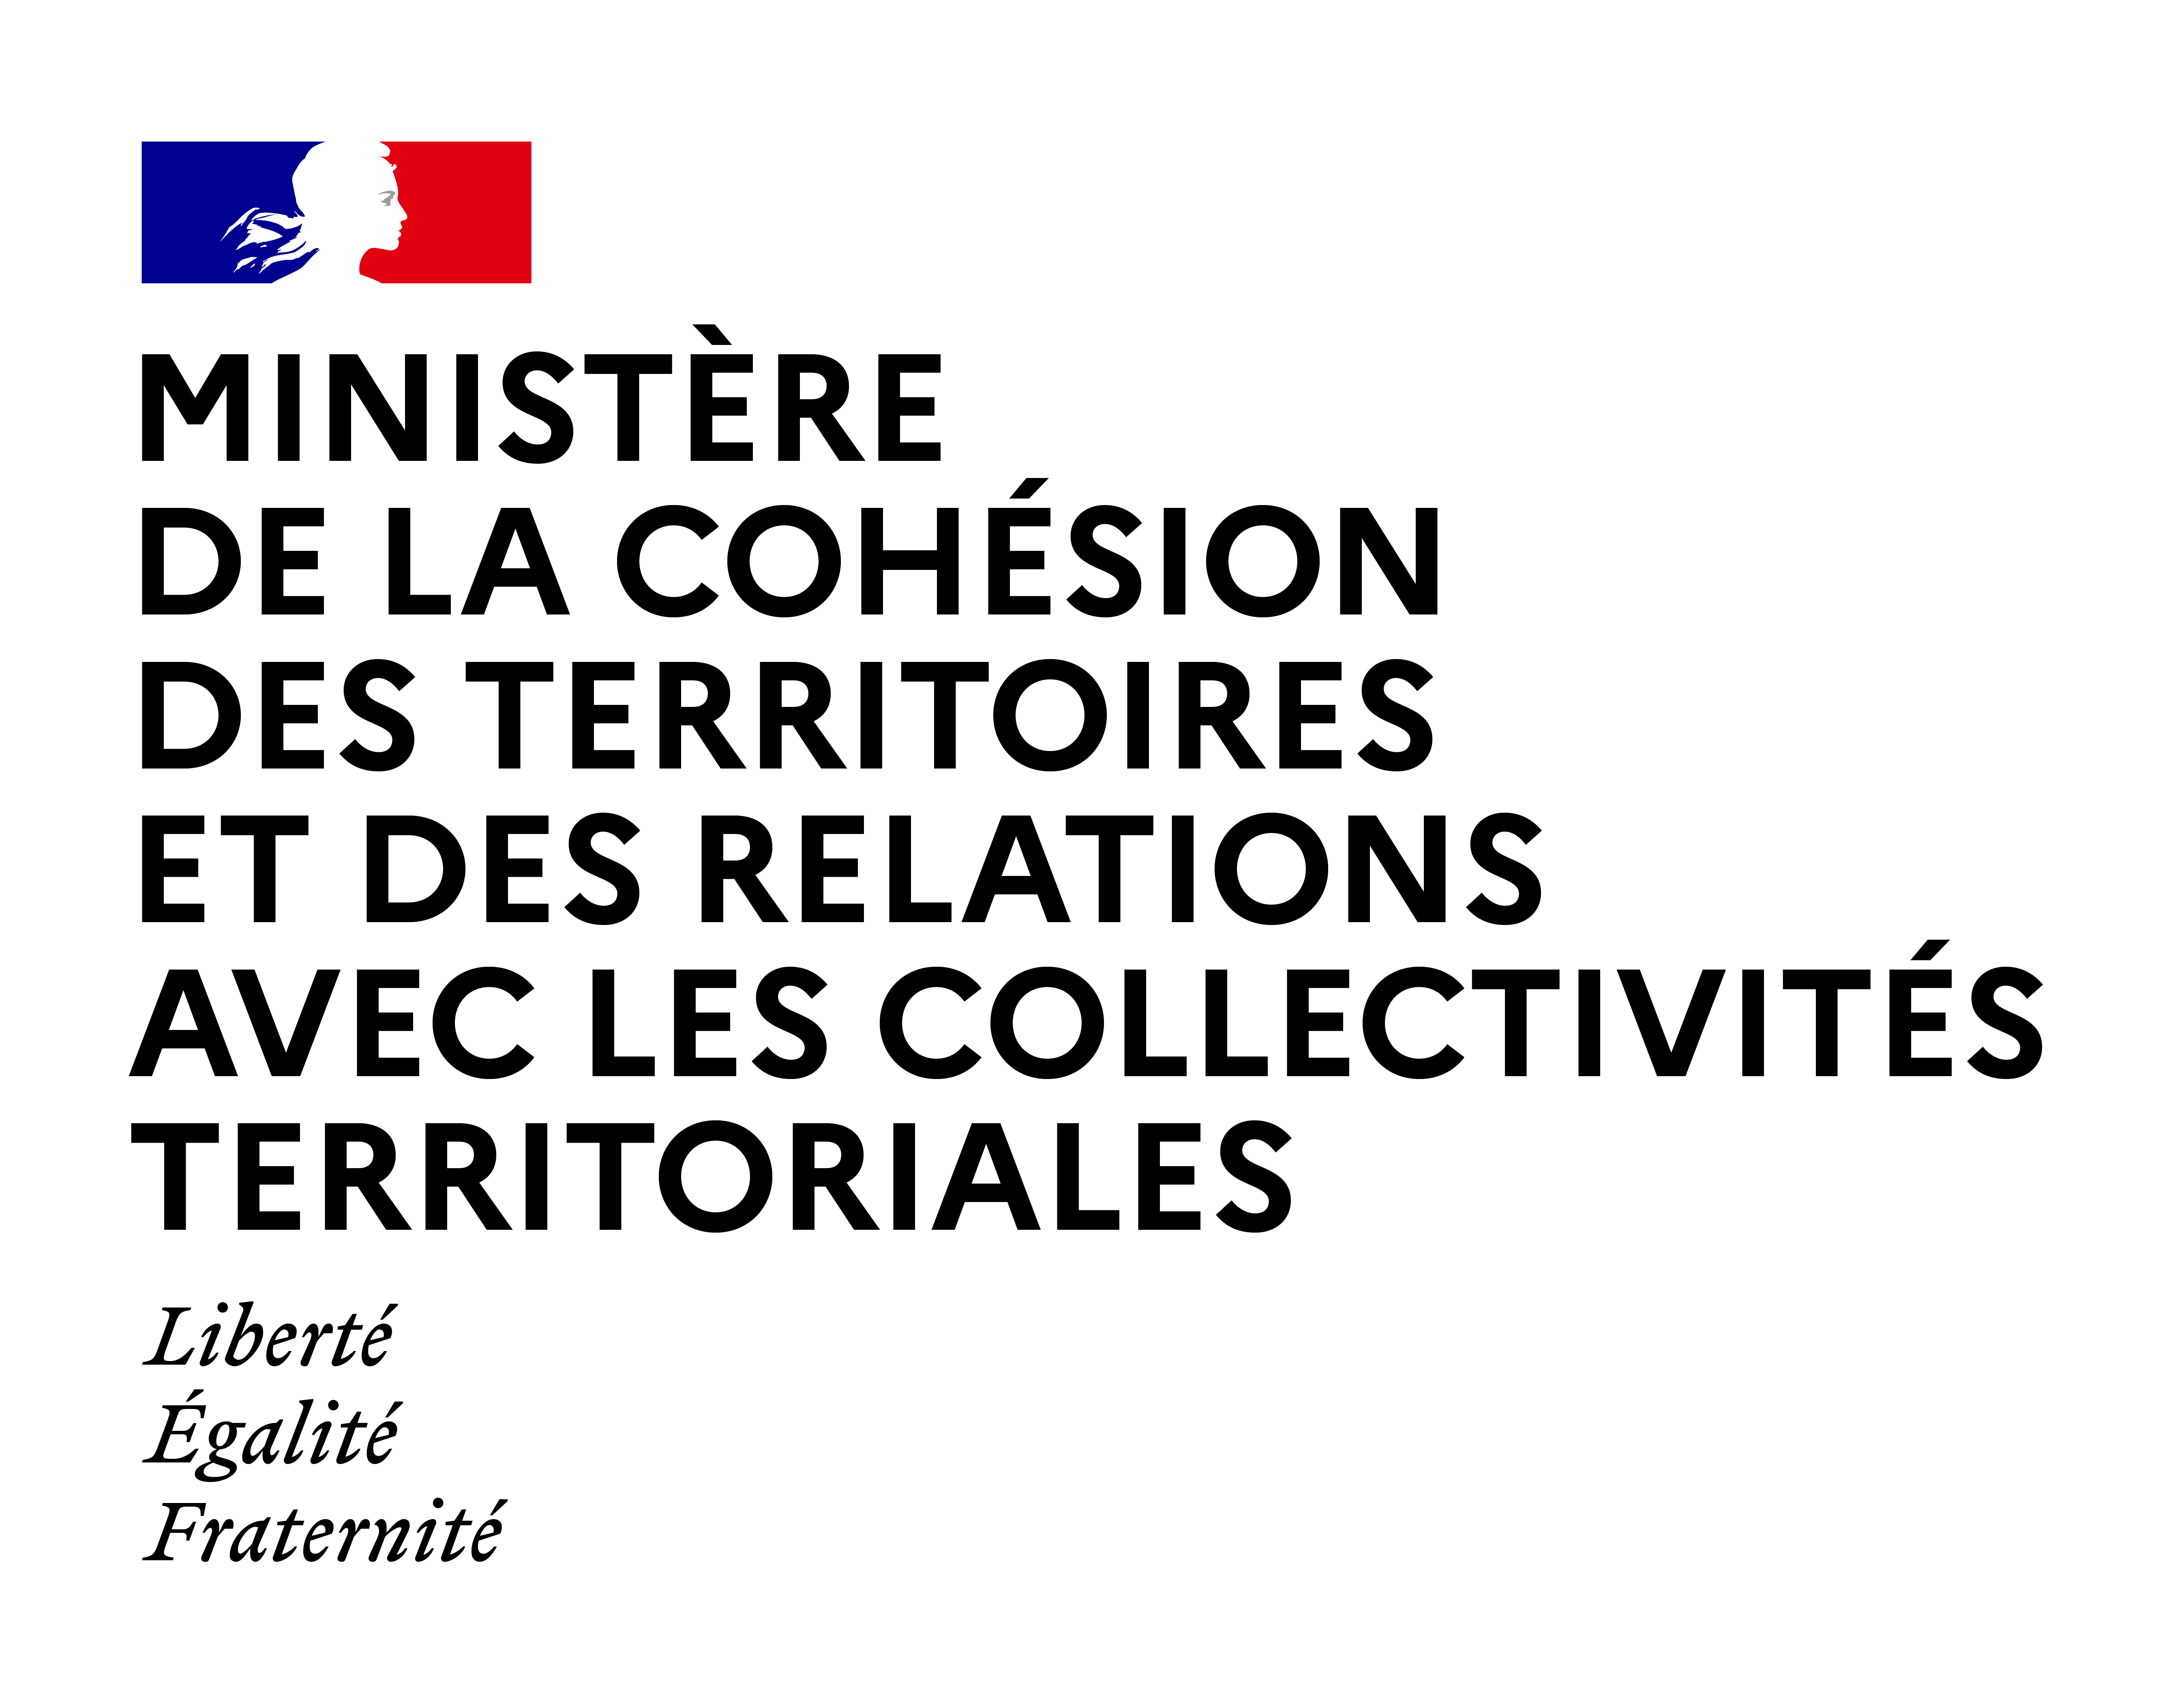 MINISTÈRE
DE LA COHÉSION
DES TERRITOIRES
ET DES RELATIONS
AVEC LES COLLECTIVITÉS
TERRITORIALES
Liberté
Égalité
Fraternité